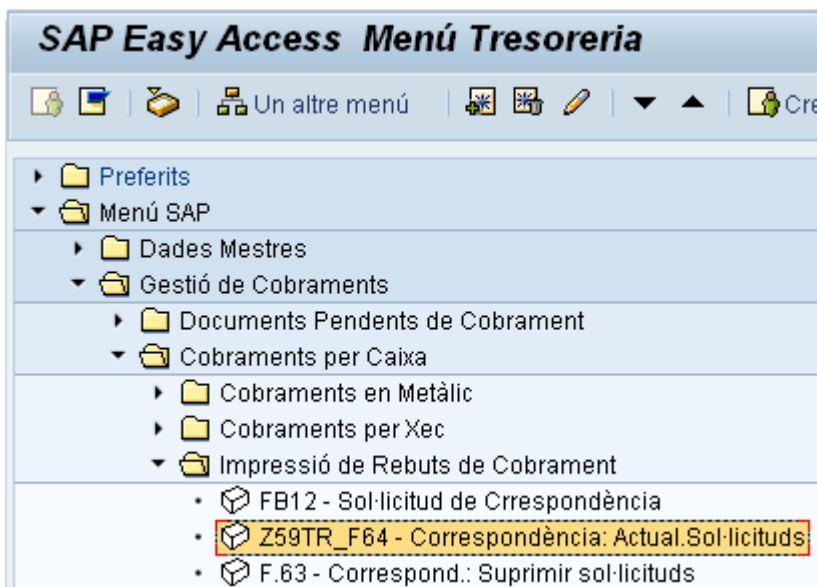 SAP Easy Access Menú Tresoreria
Un altre menú Cre
Preferits
Menú SAP
Dades Mestres
Gestió de Cobraments
Documents Pendents de Cobrament
Cobraments per Caixa
Cobraments en Metàlic
Cobraments per Xec
Impressió de Rebuts de Cobrament
FB12 - Sol·licitud de Crrespondència
Z59TR_F64 - Correspondència: Actual.Sol·licituds
F.63 - Correspond.: Suprimir sol·licituds